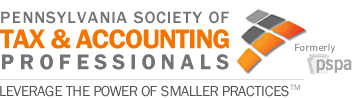 PENNSYLVANIA SOCIETY OF
TAX & ACCOUNTING
PROFESSIONALS
Formerly
pspa
LEVERAGE THE POWER OF SMALLER PRACTICES™